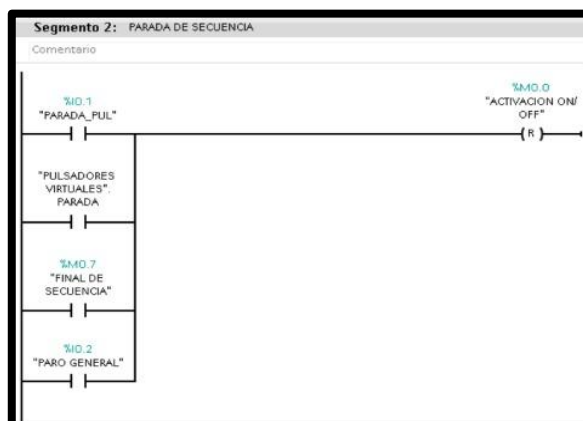 Segmento 2: PARADA DE SECUENCIA
Comentario
%I0.1
"PARADA_PUL"
%M0.0
"ACTIVACION ON/
OFF"
R
"PULSADORES
VIRTUALES".
PARADA
%M0.7
"FINAL DE
SECUENCIA"
%I0.2
"PARO GENERAL"